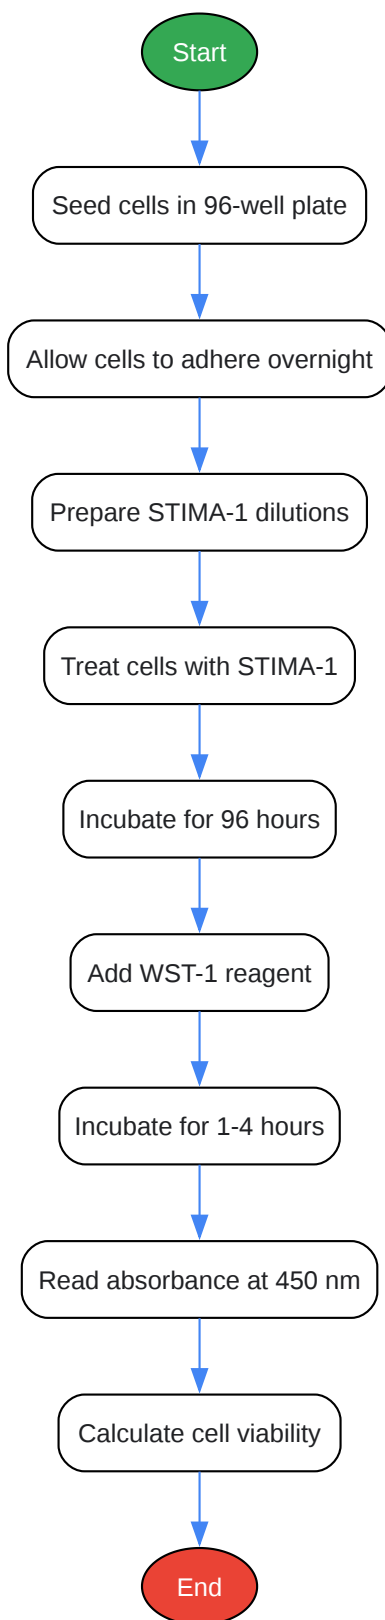 Start
Seed cells in 96-well plate
Allow cells to adhere overnight
Prepare STIMA-1 dilutions
Treat cells with STIMA-1
Incubate for 96 hours
Add WST-1 reagent
Incubate for 1-4 hours
Read absorbance at 450 nm
Calculate cell viability
End